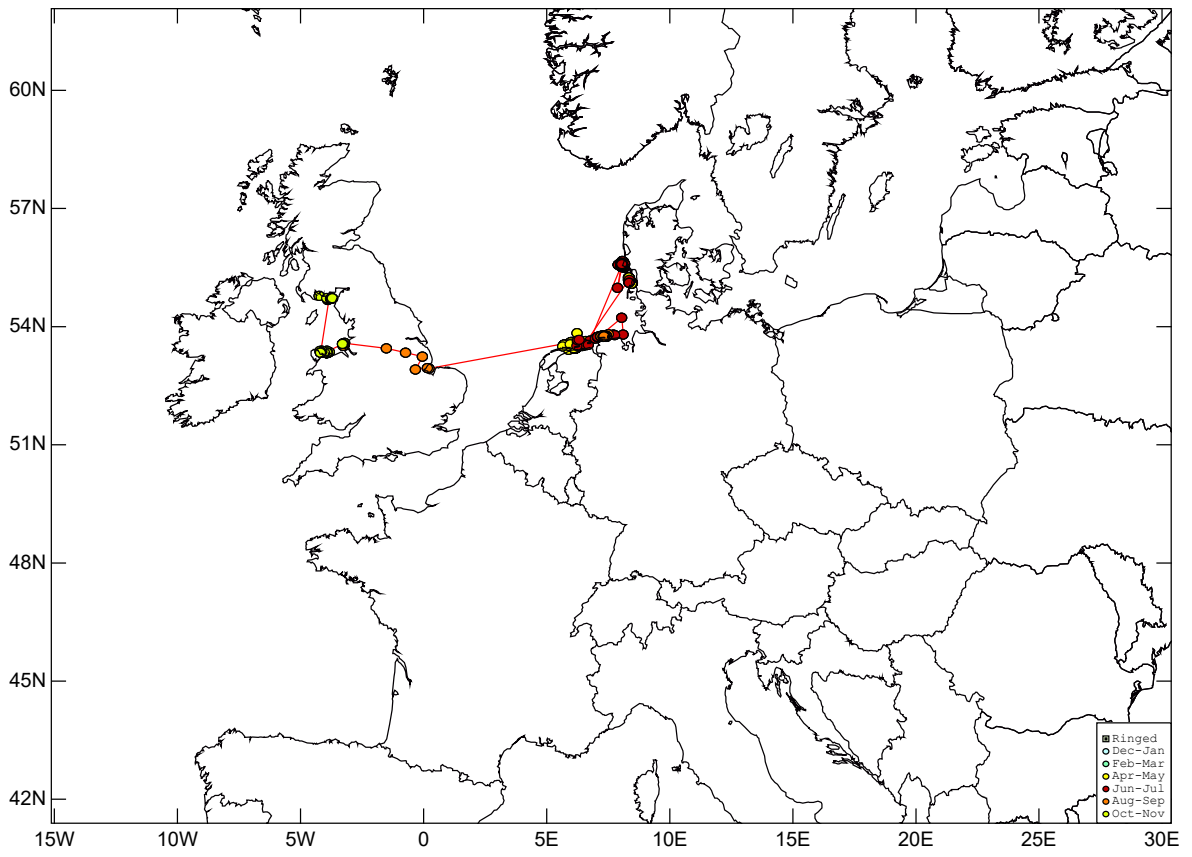 60N
57N
54N
51N
48N
45N
42N
Ringed
Dec-Jan
Feb-Mar
Apr-May
Jun-Jul
Aug-Sep
Oct-Nov
15W 10W 5W 0 5E 10E 15E 20E 25E 30E